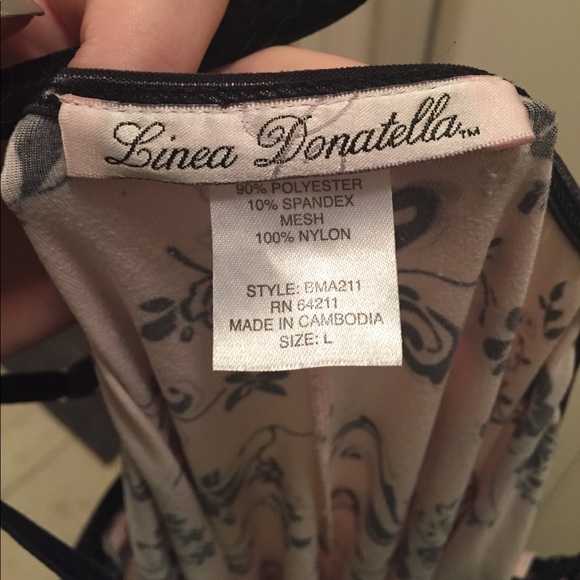 Linea Donatella™
90% POLYESTER
10% SPANDEX
MESH
100% NYLON
STYLE: BMA211
RN 64211
MADE IN CAMBODIA
SIZE: L